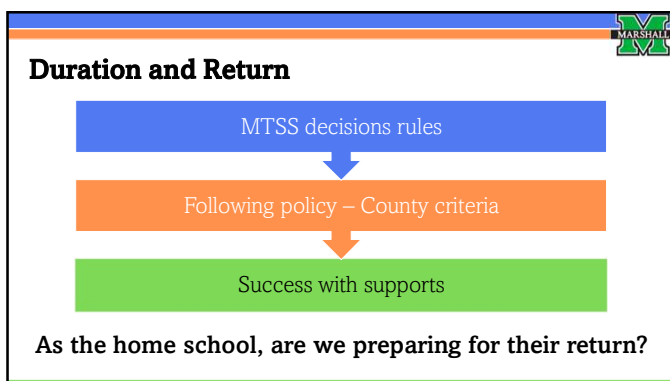 MARSHALL
Duration and Return
MTSS decisions rules
Following policy – County criteria
Success with supports
As the home school, are we preparing for their return?